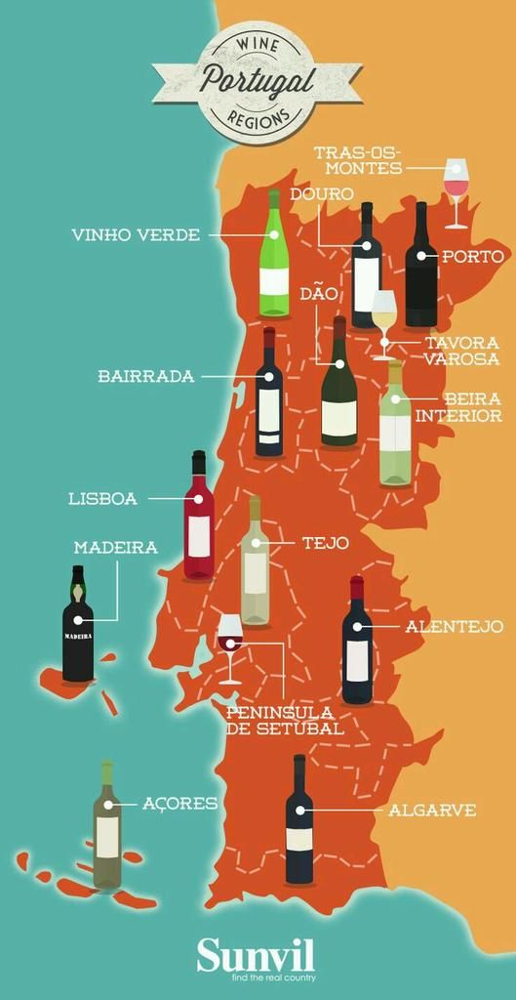 WINE
Portugal
REGIONS
TRAS-OS-
MONTES
DOURO
VINHO VERDE
PORTO
DÃO
TAVORA
VAROSA
BAIRRADA
BEIRA
INTERIOR
LISBOA
TEJO
MADEIRA
MADEIRA
ALENTEJO
PENINSULA
DE SETUBAL
AÇORES
ALGARVE
Sunvil
find the real country